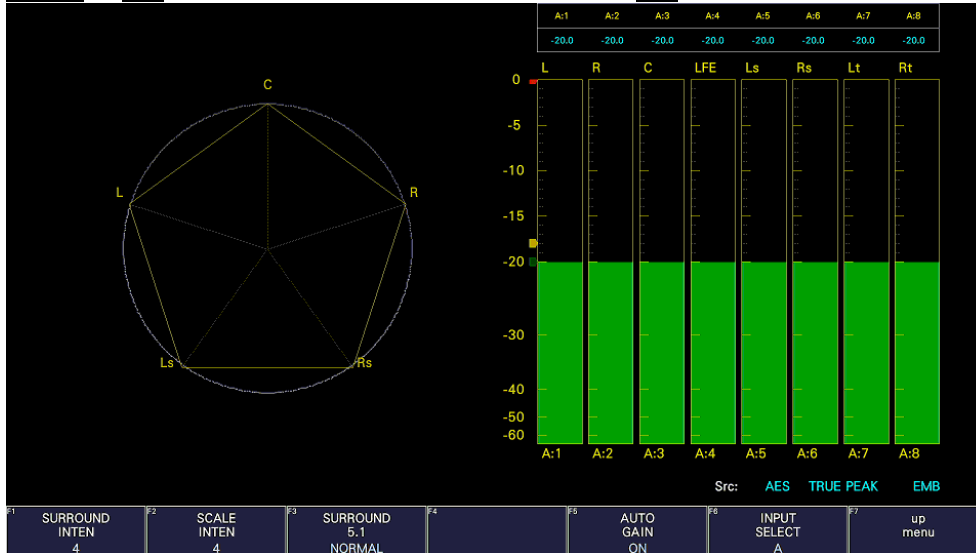 A:1 A:2 A:3 A:4 A:5 A:6 A:7 A:8
-20.0 -20.0 -20.0 -20.0 -20.0 -20.0 -20.0 -20.0
L R C LFE Ls Rs Lt Rt
0
-5
-10
-15
-20
-30
-40
-50
-60
A:1 A:2 A:3 A:4 A:5 A:6 A:7 A:8
C
L
R
Ls
Rs
Src: AES TRUE PEAK EMB
F1 SURROUND INTEN 4
F2 SCALE INTEN 4
F3 SURROUND 5.1 NORMAL
F4
F5 AUTO GAIN ON
F6 INPUT SELECT A
F7 up menu